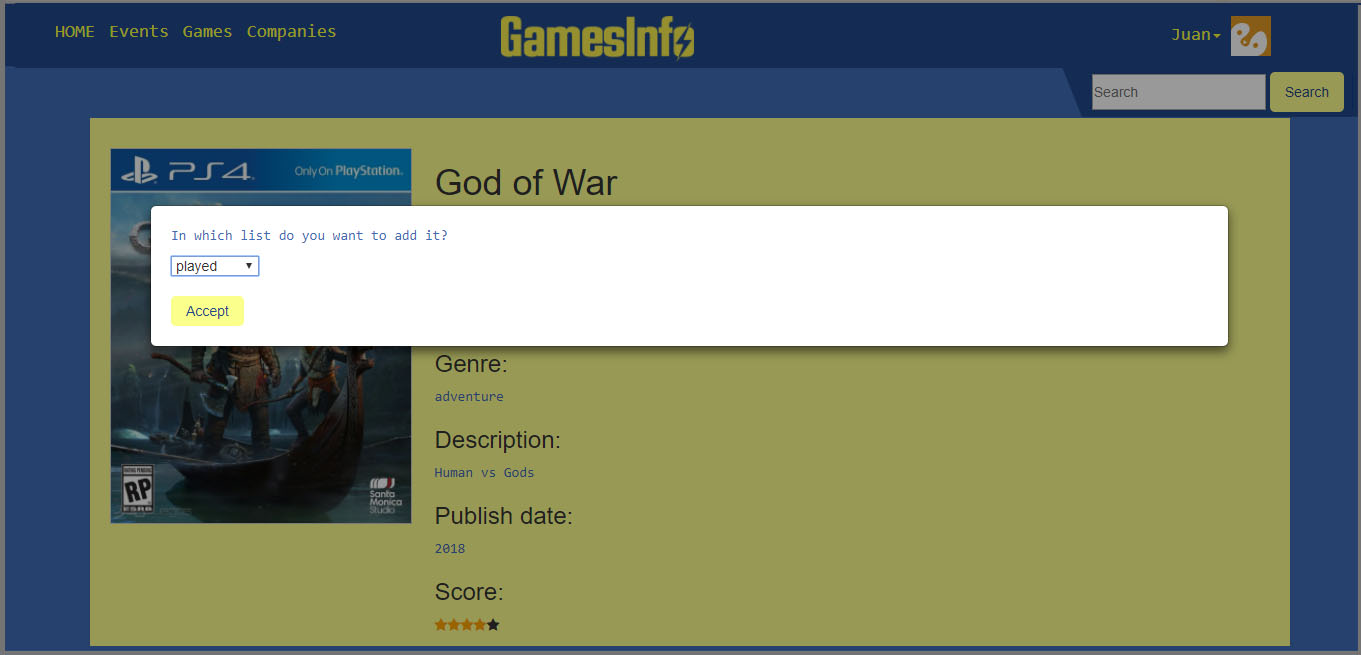 HOME Events Games Companies
GamesInfo
Juan
Search
Search
PS4
Only On PlayStation.
God of War
In which list do you want to add it?
played
Accept
Genre:
adventure
Description:
Human vs Gods
Publish date:
2018
Score:
RATING PENDING
RP
Santa
Monica
Studio